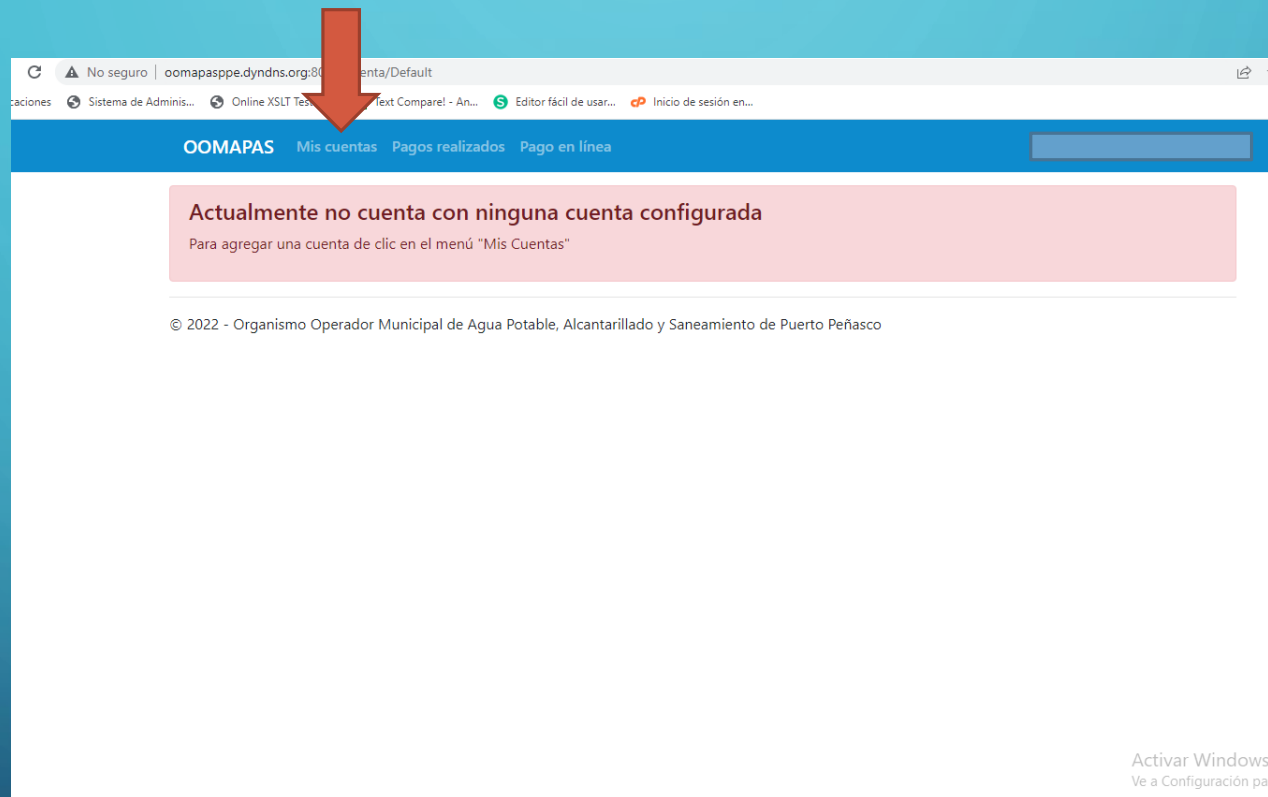 No seguro | oomapasppe.dyndns.org:80 enta/Default
caciones Sistema de Adminis... Online XSLT Tes Text Compare! - An... Editor fácil de usar... Inicio de sesión en...
OOMAPAS Mis cuentas Pagos realizados Pago en línea
Actualmente no cuenta con ninguna cuenta configurada
Para agregar una cuenta de clic en el menú "Mis Cuentas"
© 2022 - Organismo Operador Municipal de Agua Potable, Alcantarillado y Saneamiento de Puerto Peñasco
Activar Windows
Ve a Configuración pa